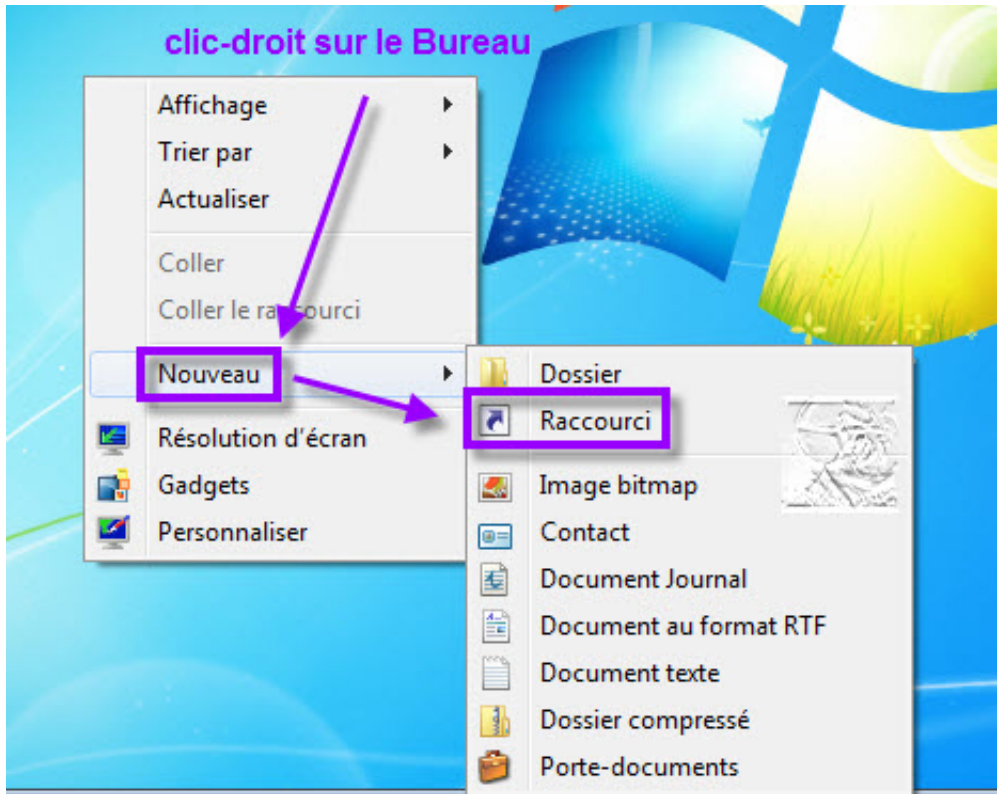 clic-droit sur le Bureau
Affichage
Trier par
Actualiser
Coller
Coller le raccourci
Nouveau
Résolution d'écran
Gadgets
Personnaliser
Dossier
Raccourci
Image bitmap
Contact
Document Journal
Document au format RTF
Document texte
Dossier compressé
Porte-documents